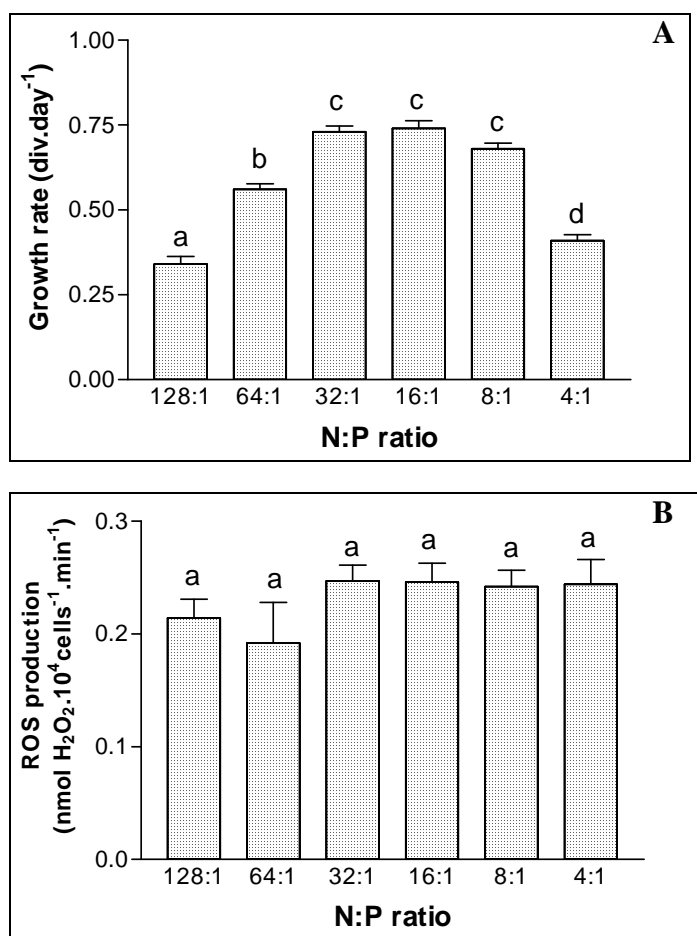 A
1.00
0.75
0.50
0.25
0.00
Growth rate (div.day⁻¹)
a
b
c
c
c
d
128:1 64:1 32:1 16:1 8:1 4:1
N:P ratio
B
0.3
0.2
0.1
0.0
ROS production
(nmol H₂O₂.10⁴cells⁻¹.min⁻¹)
a
a
a
a
a
a
128:1 64:1 32:1 16:1 8:1 4:1
N:P ratio